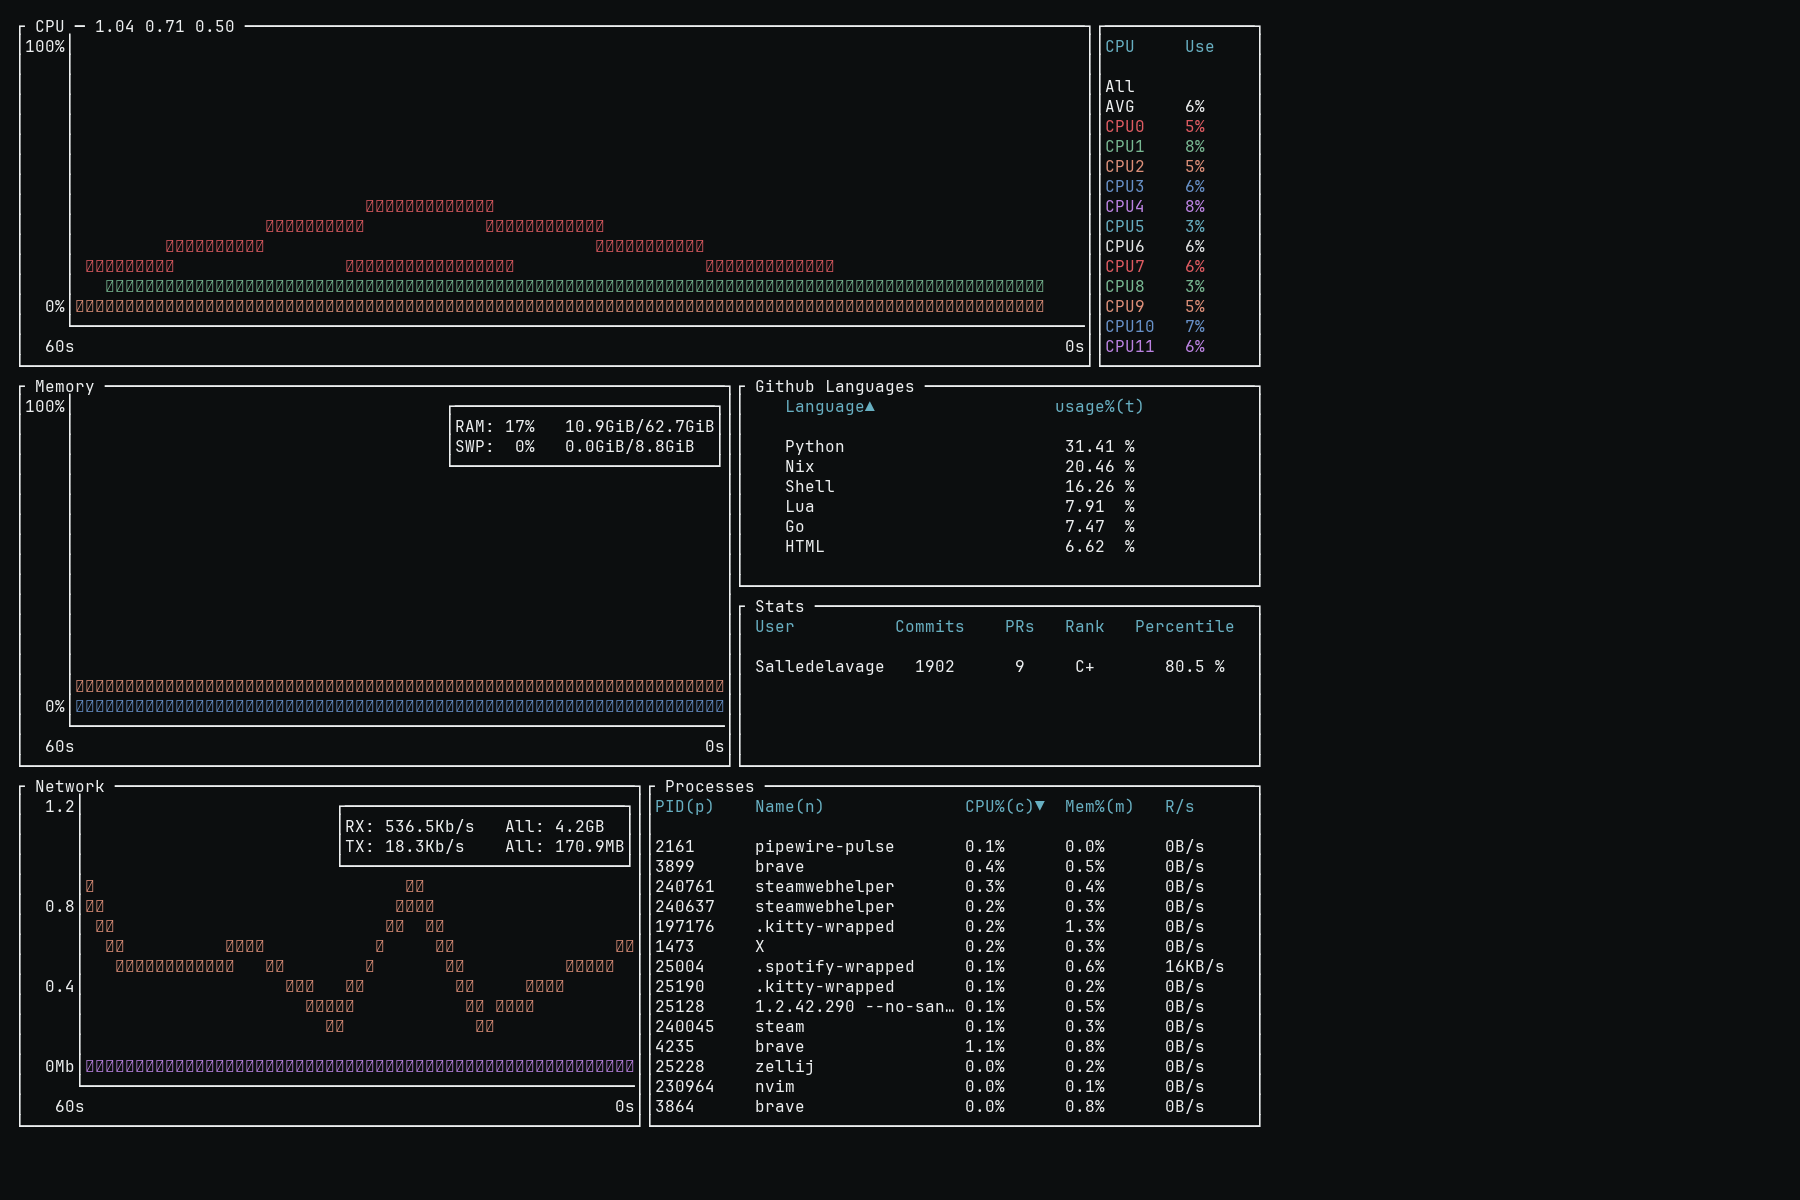 CPU 1.04 0.71 0.50
100%
0%
60s 0s
CPU Use
All
AVG 6%
CPU0 5%
CPU1 8%
CPU2 5%
CPU3 6%
CPU4 8%
CPU5 3%
CPU6 6%
CPU7 6%
CPU8 3%
CPU9 5%
CPU10 7%
CPU11 6%
Memory
100%
RAM: 17% 10.9GiB/62.7GiB
SWP: 0% 0.0GiB/8.8GiB
0%
60s 0s
Github Languages
Language▲ usage%(t)
Python 31.41 %
Nix 20.46 %
Shell 16.26 %
Lua 7.91 %
Go 7.47 %
HTML 6.62 %
Stats
User Commits PRs Rank Percentile
Salledelavage 1902 9 C+ 80.5 %
Network
1.2
RX: 536.5Kb/s All: 4.2GB
TX: 18.3Kb/s All: 170.9MB
0.8
0.4
0Mb
60s 0s
Processes
PID(p) Name(n) CPU%(c)▼ Mem%(m) R/s
2161 pipewire-pulse 0.1% 0.0% 0B/s
3899 brave 0.4% 0.5% 0B/s
240761 steamwebhelper 0.3% 0.4% 0B/s
240637 steamwebhelper 0.2% 0.3% 0B/s
197176 .kitty-wrapped 0.2% 1.3% 0B/s
1473 X 0.2% 0.3% 0B/s
25004 .spotify-wrapped 0.1% 0.6% 16KB/s
25190 .kitty-wrapped 0.1% 0.2% 0B/s
25128 1.2.42.290 --no-san… 0.1% 0.5% 0B/s
240045 steam 0.1% 0.3% 0B/s
4235 brave 1.1% 0.8% 0B/s
25228 zellij 0.0% 0.2% 0B/s
230964 nvim 0.0% 0.1% 0B/s
3864 brave 0.0% 0.8% 0B/s